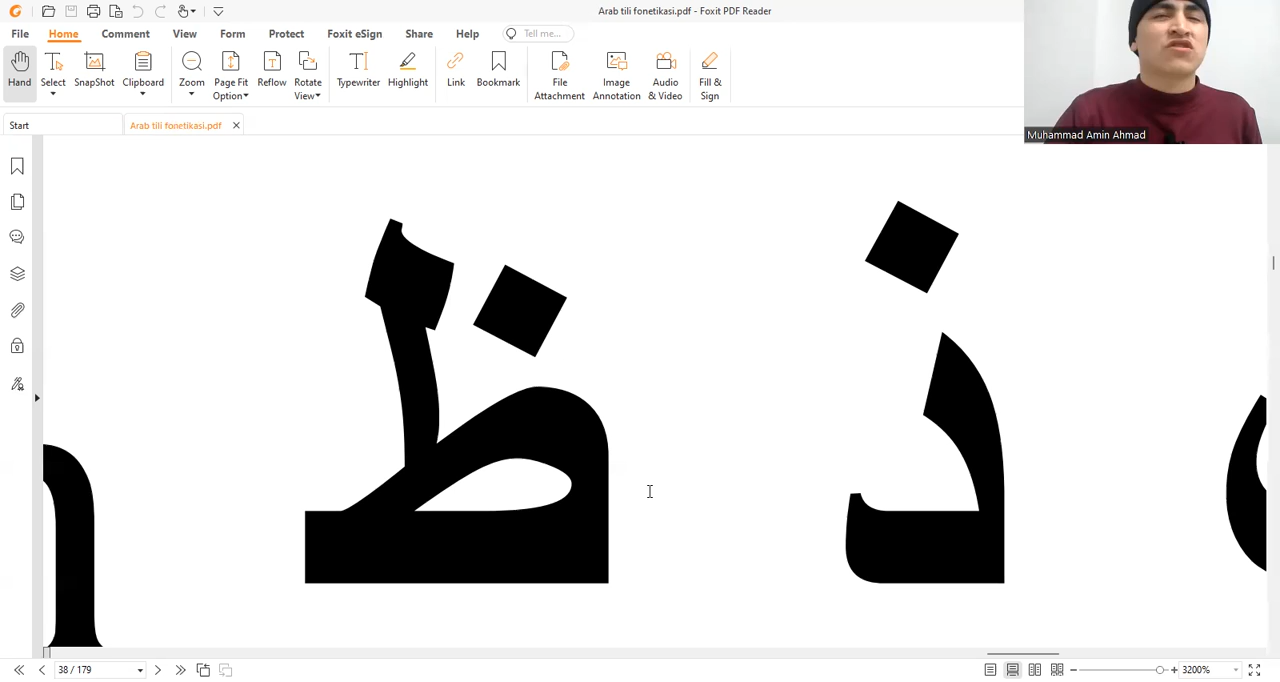 Arab tili fonetikasi.pdf - Foxit PDF Reader
File Home Comment View Form Protect Foxit eSign Share Help Tell me...
Hand Select SnapShot Clipboard Zoom Page Fit Option Reflow Rotate View Typewriter Highlight Link Bookmark File Attachment Image Annotation Audio & Video Fill & Sign
Start Arab tili fonetikasi.pdf
Muhammad Amin Ahmad
ذ ظ
38 / 179 3200%